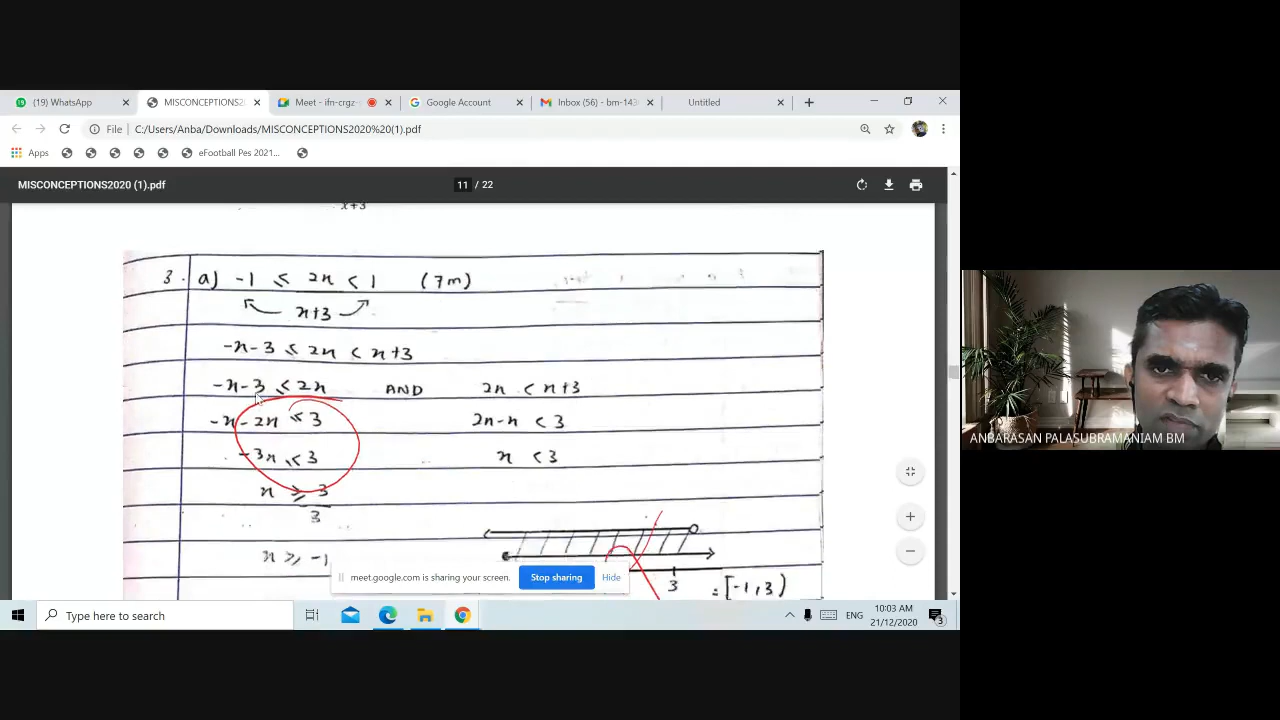 (19) WhatsApp
MISCONCEPTIONS20
Meet - ifn-crgz-
Google Account
Inbox (56) - bm-143
Untitled
File C:/Users/Anba/Downloads/MISCONCEPTIONS2020%20(1).pdf
Apps
eFootball Pes 2021...
MISCONCEPTIONS2020 (1).pdf
11 / 22
x+3
3. a) -1 ≤ 2x < 1 (7m)
x+3
-x-3 ≤ 2x < x+3
-x-3 ≤ 2x AND 2x < x+3
-x-2x ≤ 3 2x-x < 3
-3x ≤ 3 x < 3
x ≥ 3
3
x ≥ -1
3 = [-1,3)
meet.google.com is sharing your screen. Stop sharing Hide
ANBARASAN PALASUBRAMANIAM BM
Type here to search
ENG
10:03 AM
21/12/2020
3